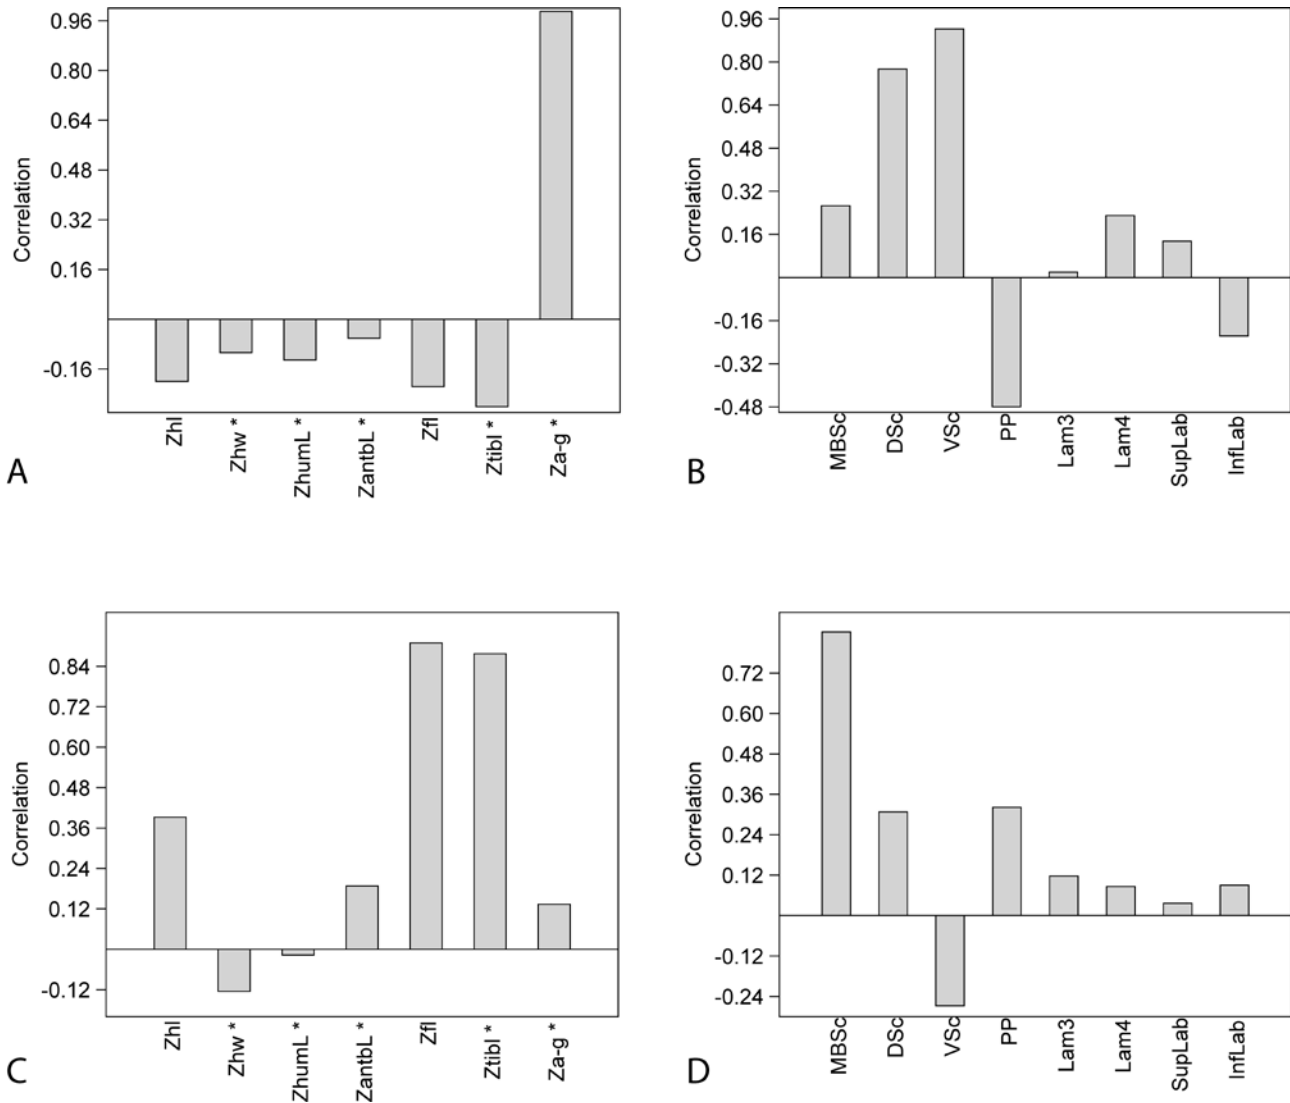 0.96
0.80
0.64
0.48
0.32
0.16
-0.16
Correlation
Zhl
Zhw *
ZhumL *
ZantbL *
Zfl
Ztibl *
Za-g *
A
0.96
0.80
0.64
0.48
0.32
0.16
-0.16
-0.32
-0.48
Correlation
MBSc
DSc
VSc
PP
Lam3
Lam4
SupLab
InfLab
B
0.84
0.72
0.60
0.48
0.36
0.24
0.12
-0.12
Correlation
Zhl
Zhw *
ZhumL *
ZantbL *
Zfl
Ztibl *
Za-g *
C
0.72
0.60
0.48
0.36
0.24
0.12
-0.12
-0.24
Correlation
MBSc
DSc
VSc
PP
Lam3
Lam4
SupLab
InfLab
D